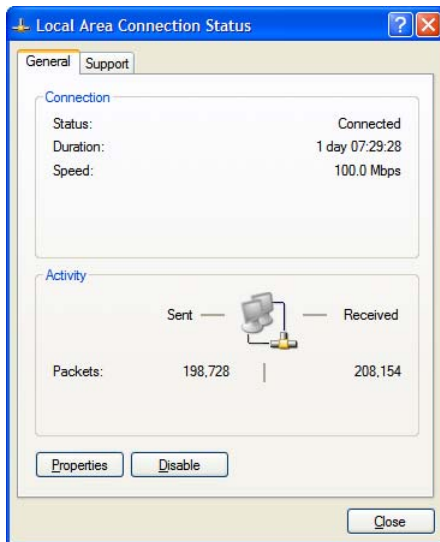 Local Area Connection Status
General Support
Connection
Status: Connected
Duration: 1 day 07:29:28
Speed: 100.0 Mbps
Activity
Sent — — Received
Packets: 198,728 | 208,154
Properties Disable
Close